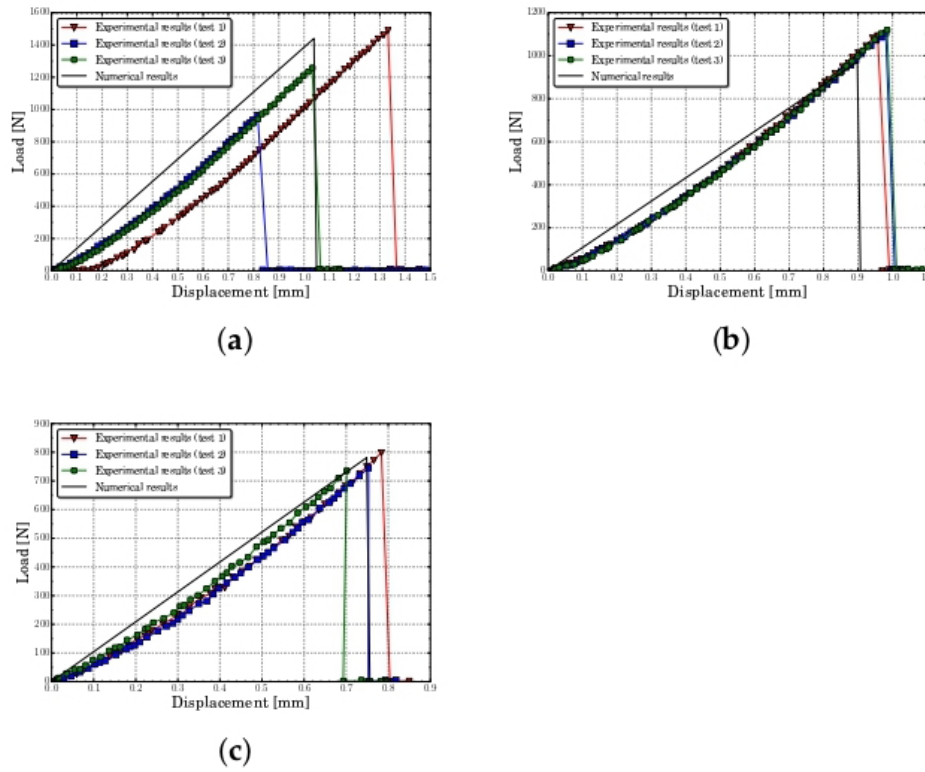 1600
1400
1200
1000
800
600
400
200
0
Load [N]
Experimental results (test 1)
Experimental results (test 2)
Experimental results (test 3)
Numerical results
0.0 0.1 0.2 0.3 0.4 0.5 0.6 0.7 0.8 0.9 1.0 1.1 1.2 1.3 1.4 1.5
Displacement [mm]
(a)
1200
1000
800
600
400
200
0
Load [N]
Experimental results (test 1)
Experimental results (test 2)
Experimental results (test 3)
Numerical results
0.0 0.1 0.2 0.3 0.4 0.5 0.6 0.7 0.8 0.9 1.0 1.1
Displacement [mm]
(b)
900
800
700
600
500
400
300
200
100
0
Load [N]
Experimental results (test 1)
Experimental results (test 2)
Experimental results (test 3)
Numerical results
0.0 0.1 0.2 0.3 0.4 0.5 0.6 0.7 0.8 0.9
Displacement [mm]
(c)